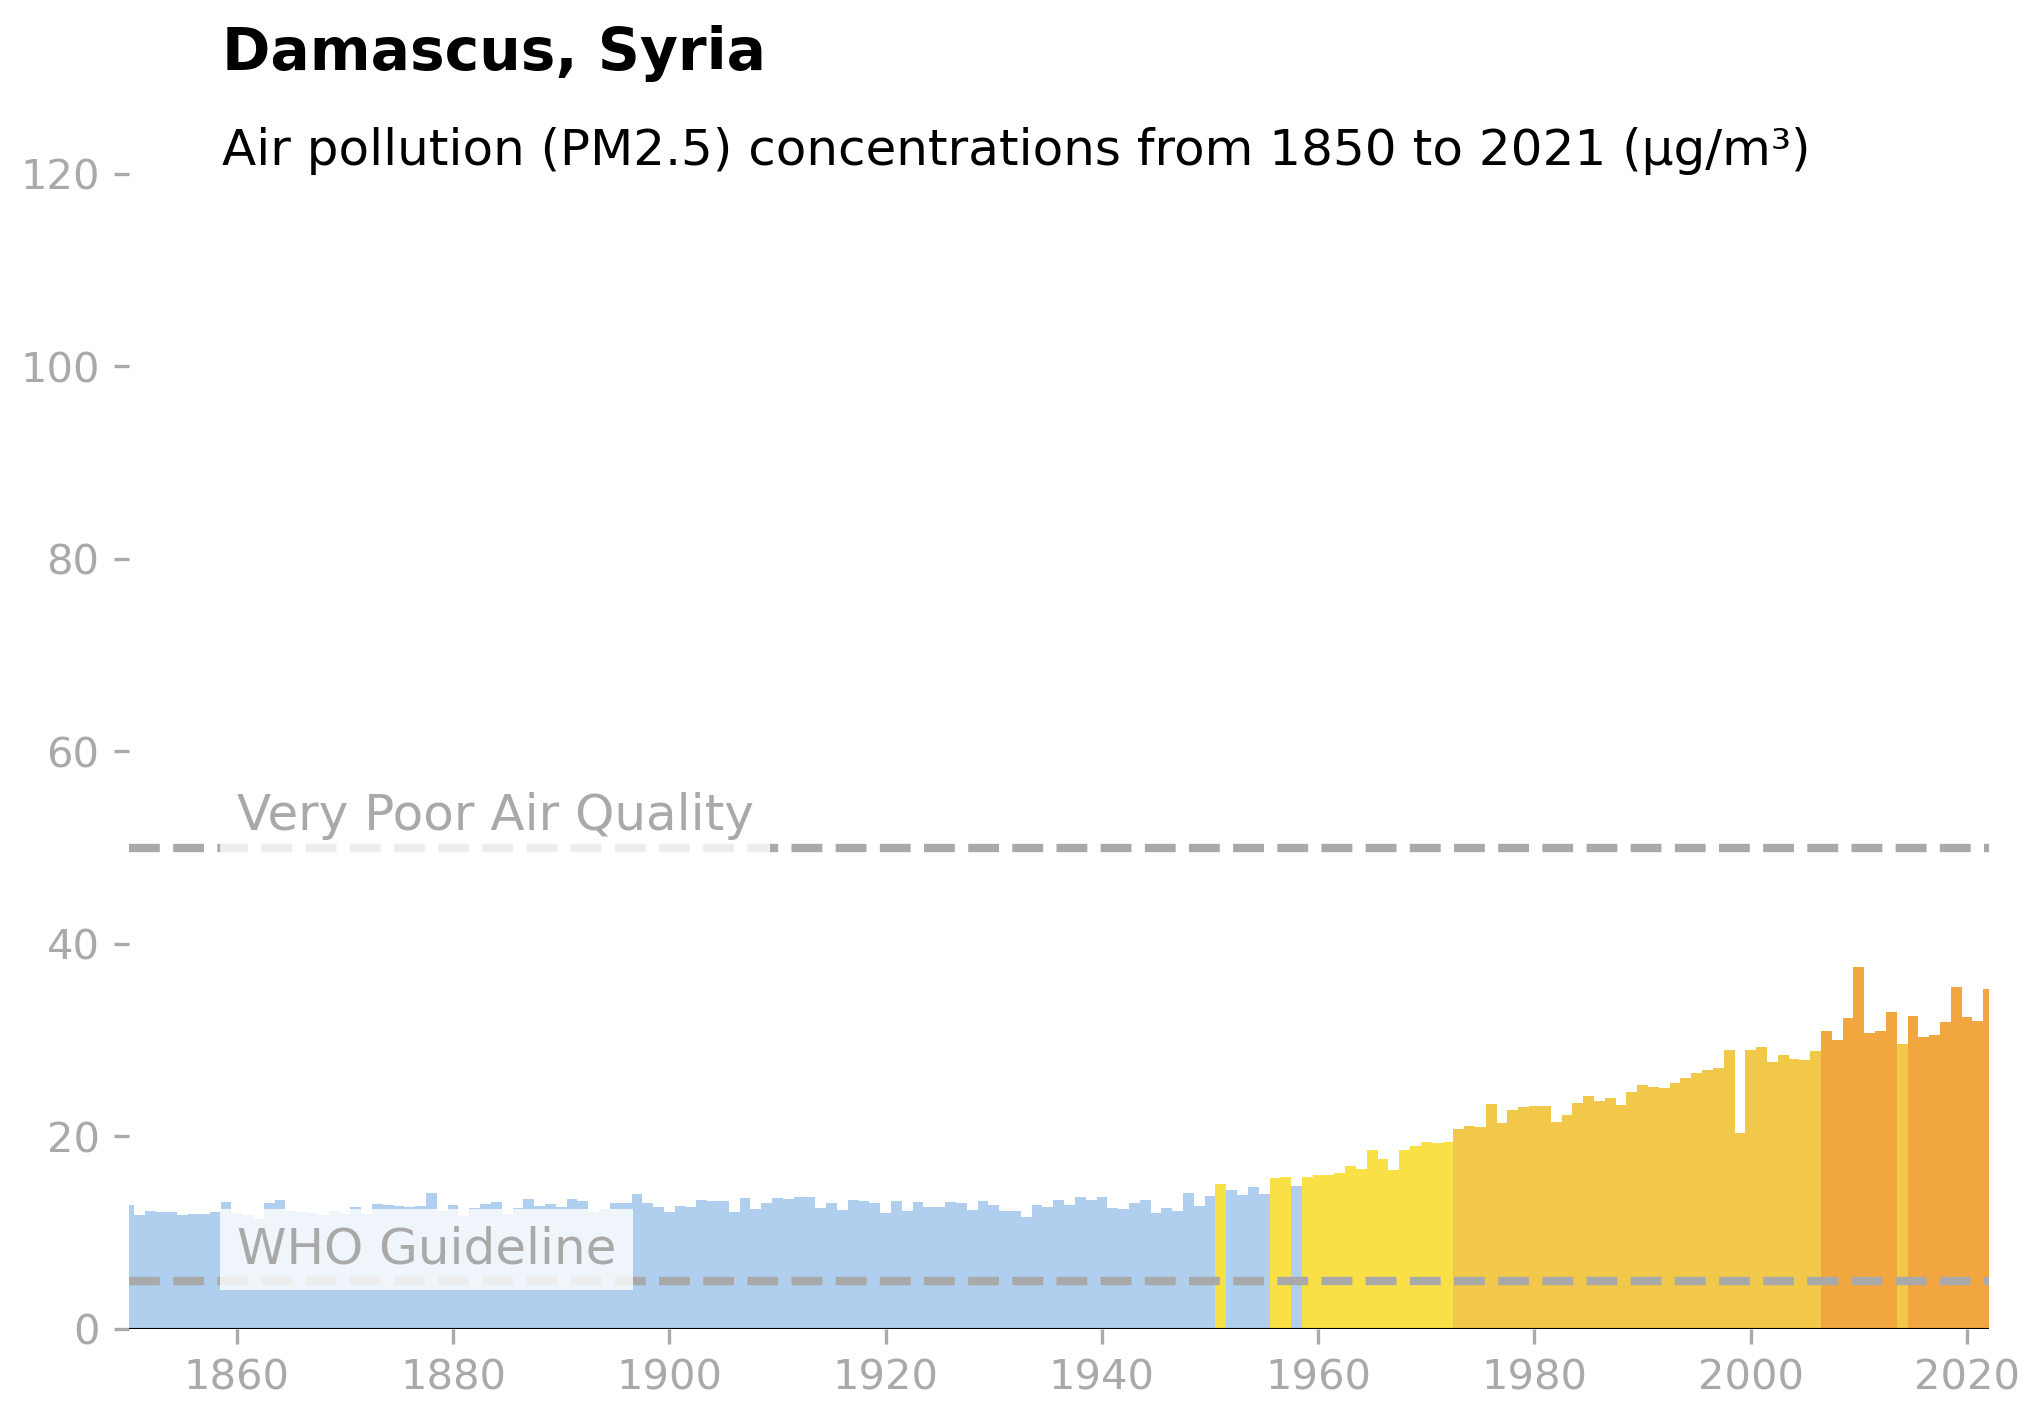 Damascus, Syria
Air pollution (PM2.5) concentrations from 1850 to 2021 (µg/m³)
120
100
80
60
Very Poor Air Quality
40
20
WHO Guideline
0
1860 1880 1900 1920 1940 1960 1980 2000 2020